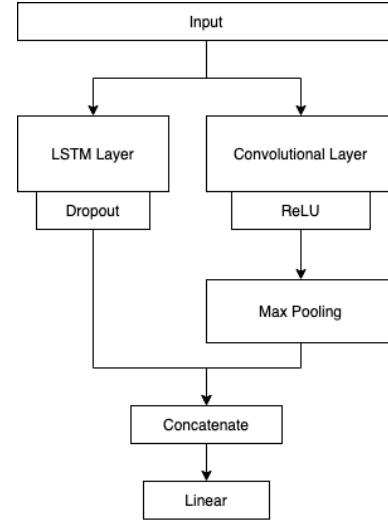 Input
LSTM Layer
Convolutional Layer
Dropout
ReLU
Max Pooling
Concatenate
Linear